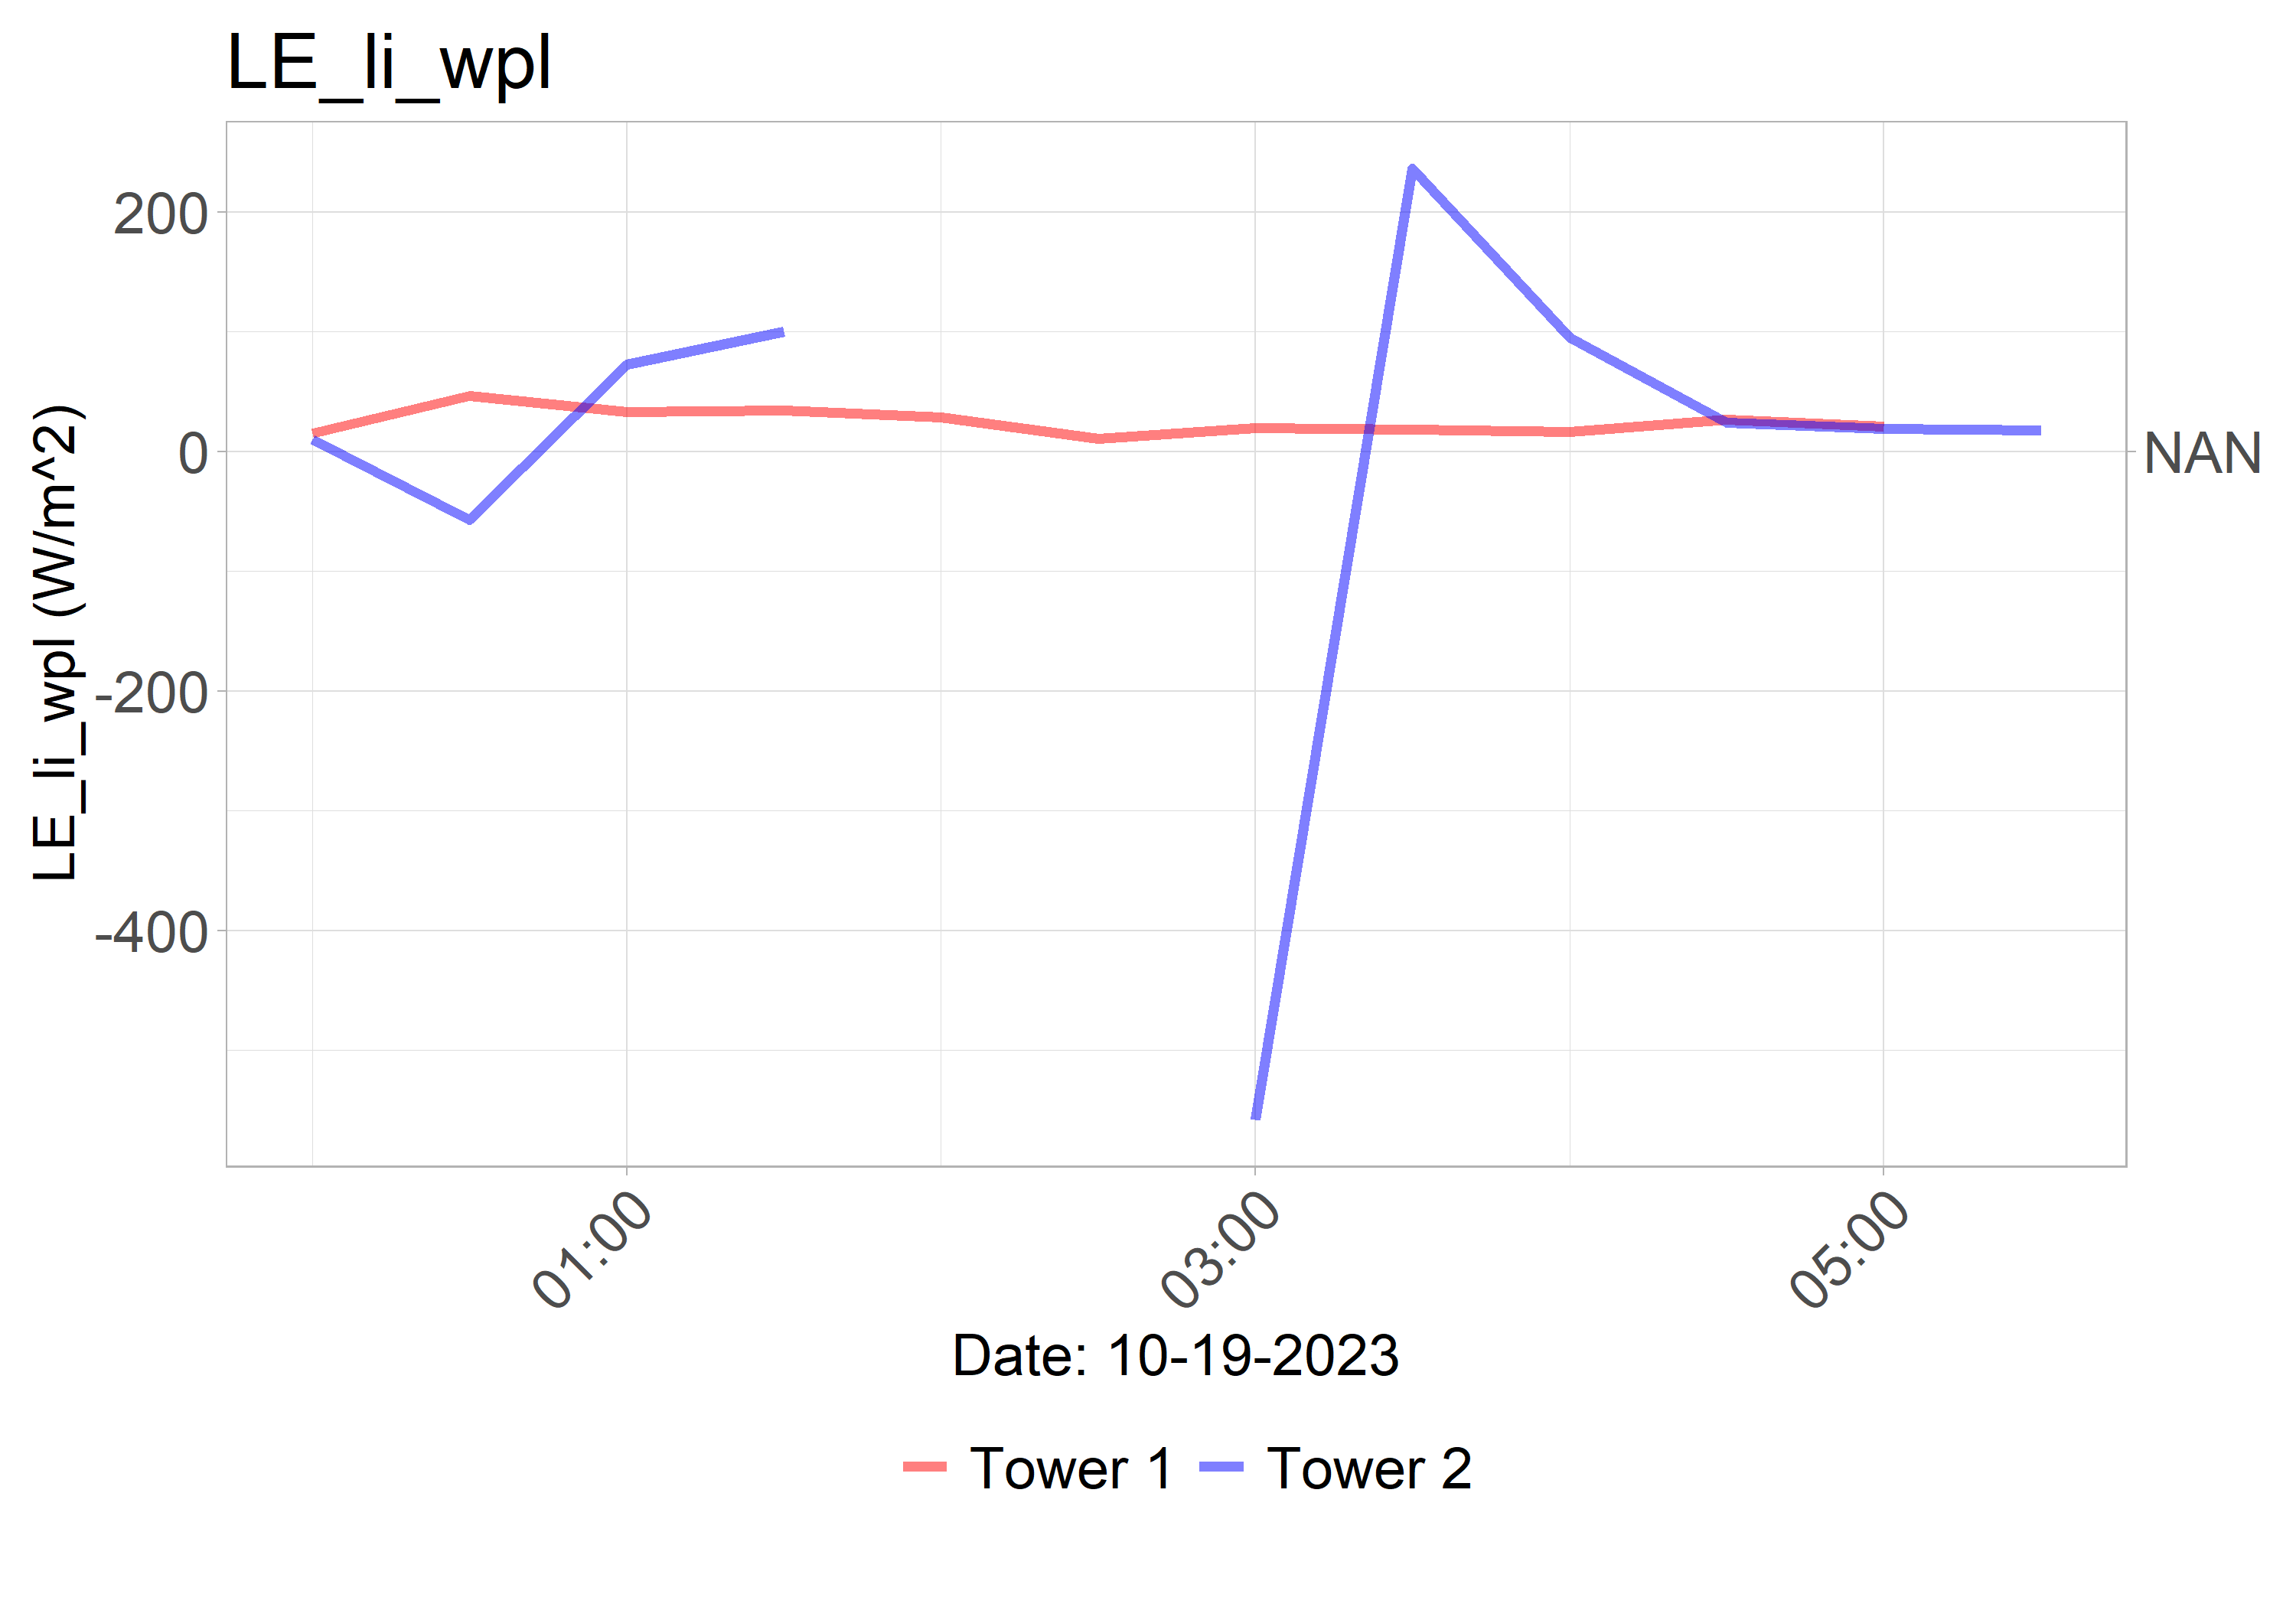 LE_li_wpl
LE_li_wpl (W/m^2)
200
0
-200
-400
NAN
01:00
03:00
05:00
Date: 10-19-2023
Tower 1
Tower 2